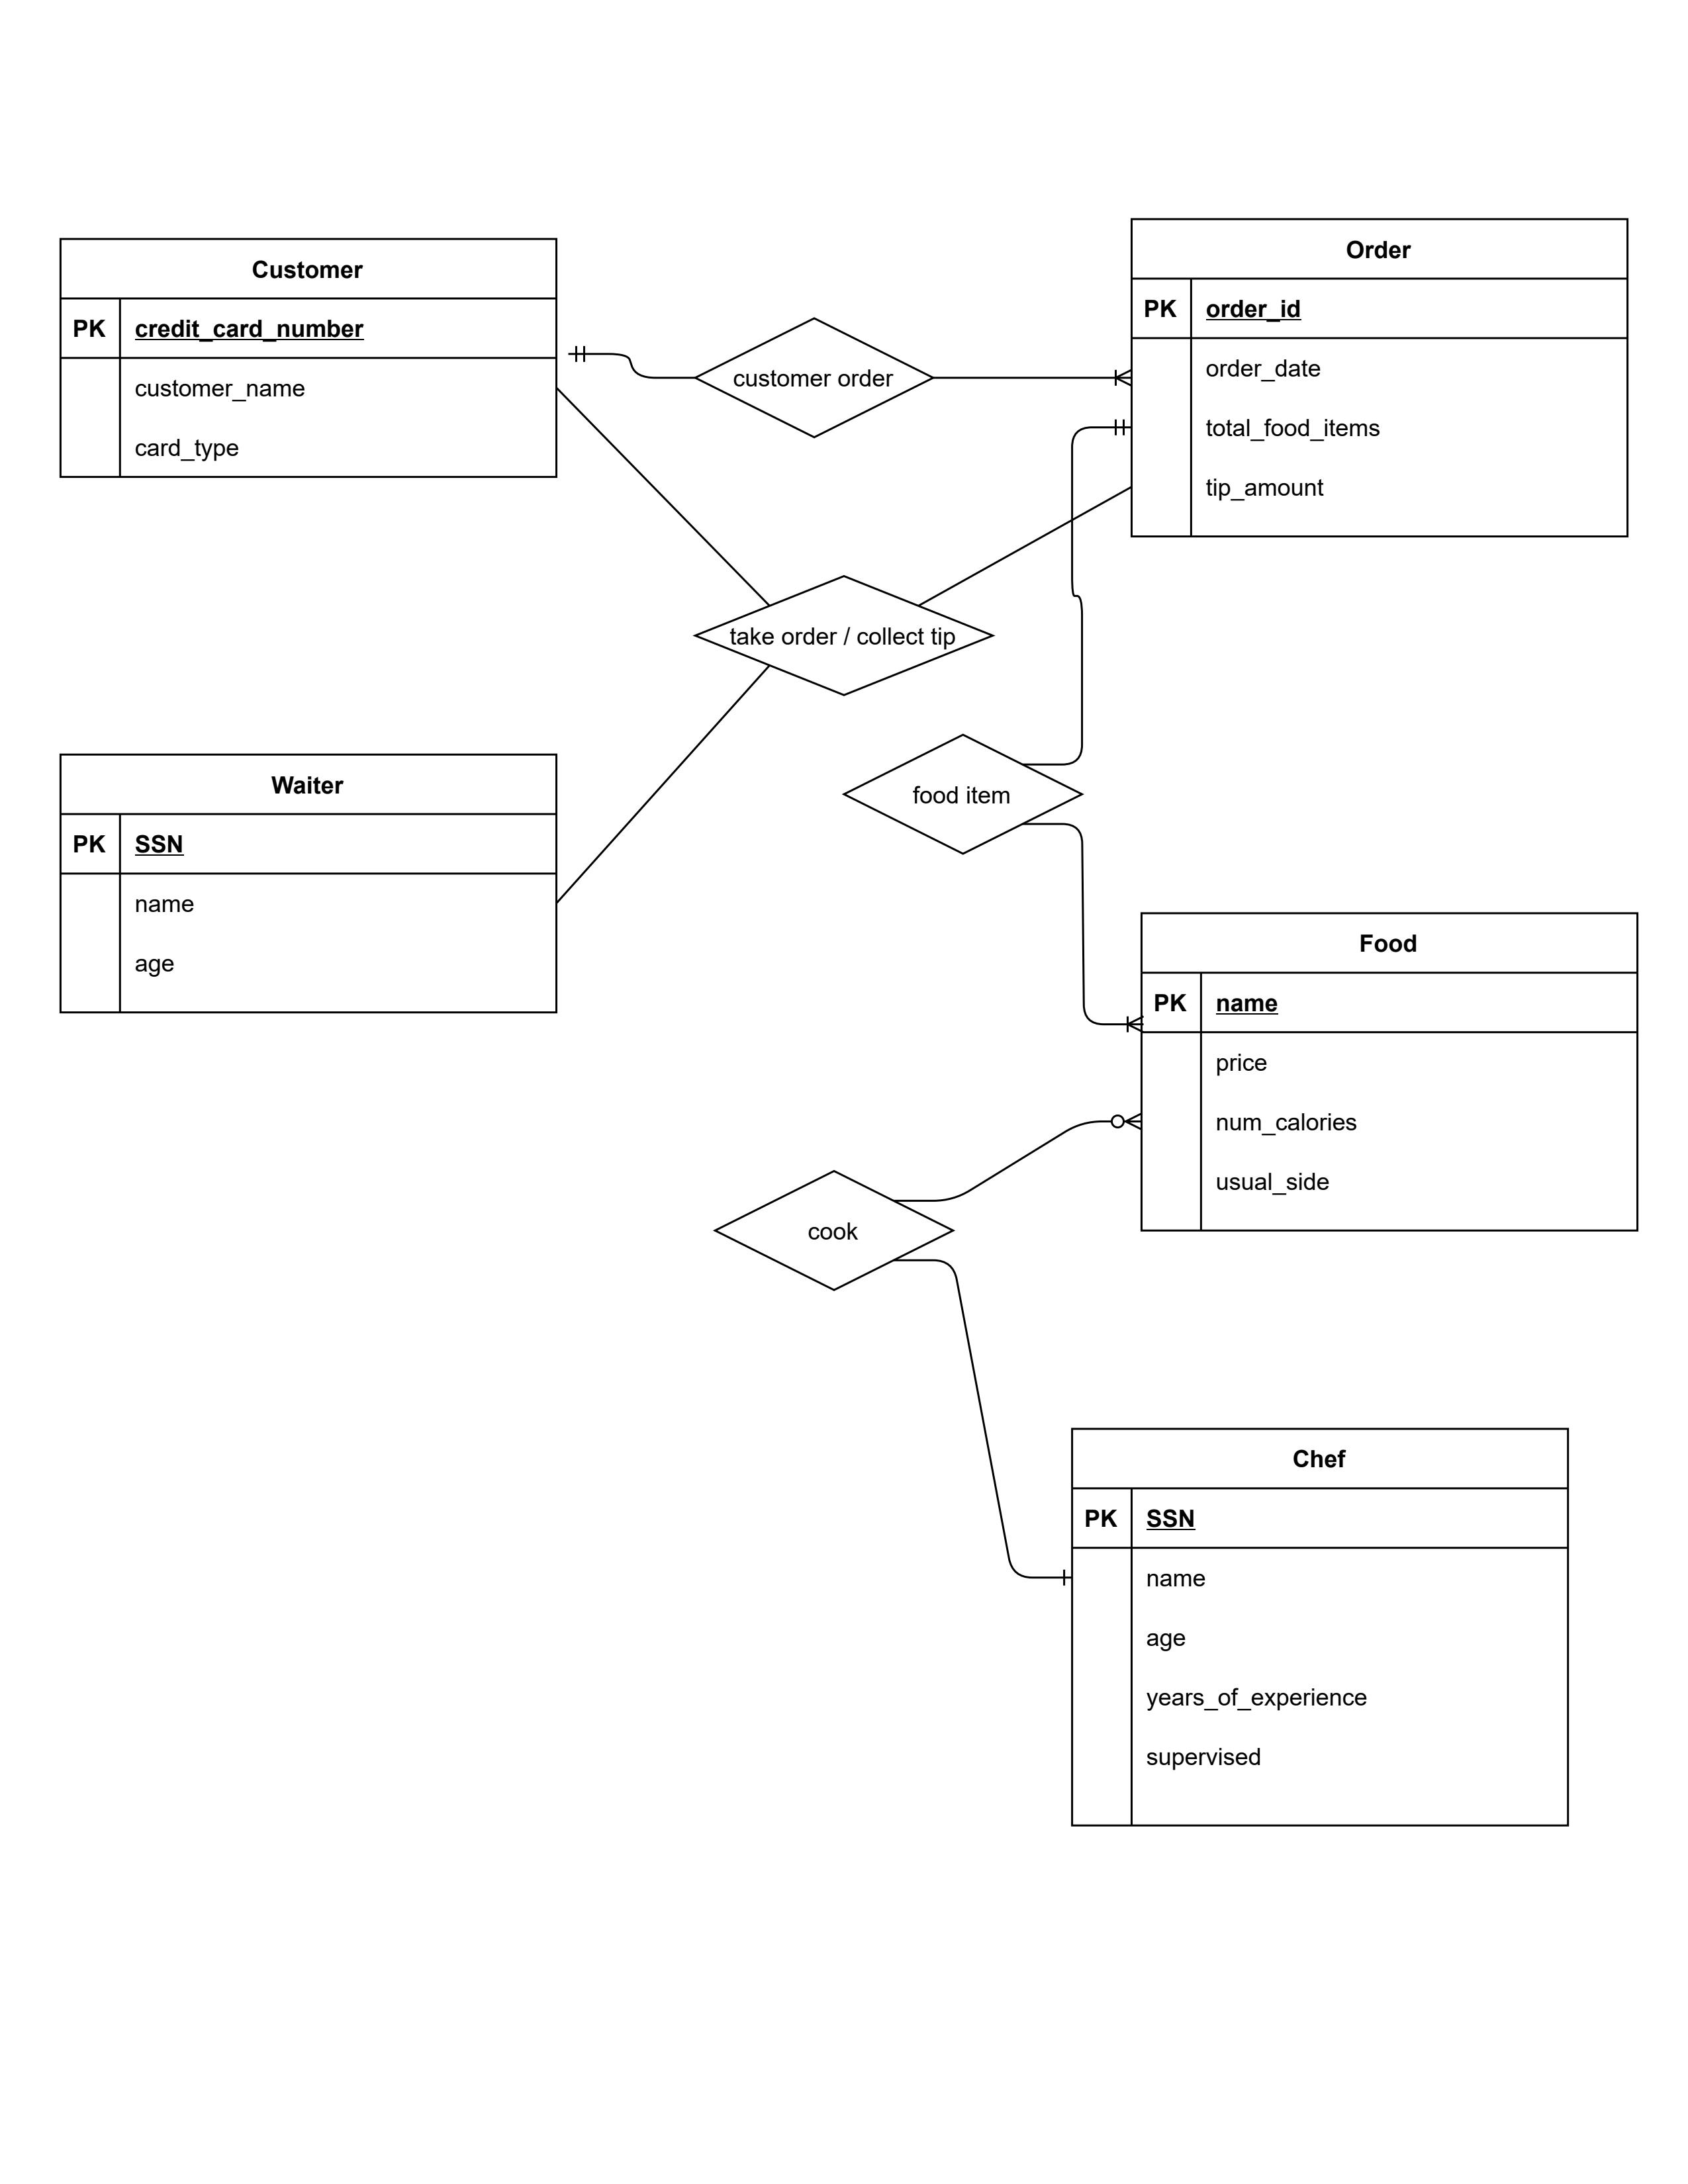 Customer
PK credit_card_number
customer_name
card_type
customer order
Order
PK order_id
order_date
total_food_items
tip_amount
take order / collect tip
Waiter
PK SSN
name
age
food item
Food
PK name
price
num_calories
usual_side
cook
Chef
PK SSN
name
age
years_of_experience
supervised